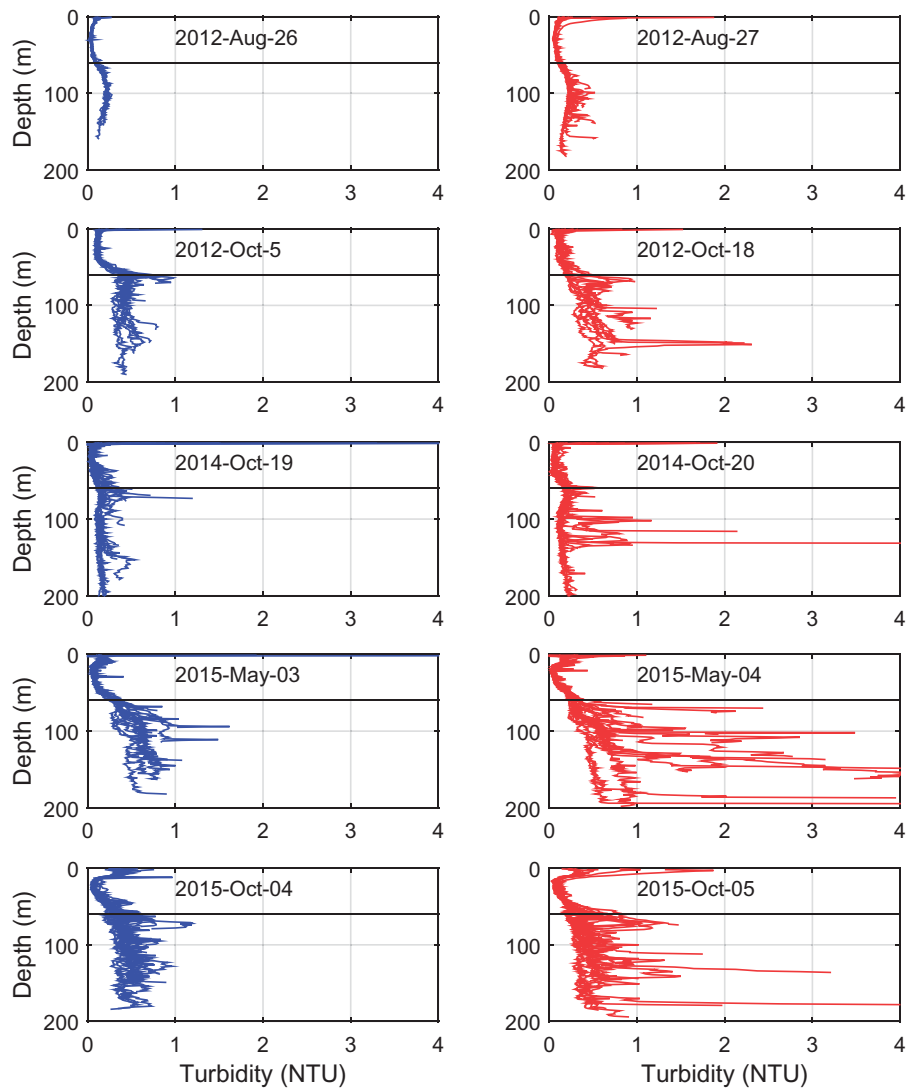 0
100
200
Depth (m)
2012-Aug-26
0 1 2 3 4
2012-Aug-27
0 1 2 3 4
0
100
200
Depth (m)
2012-Oct-5
0 1 2 3 4
0
100
200
Depth (m)
2012-Oct-18
0 1 2 3 4
0
100
200
Depth (m)
2014-Oct-19
0 1 2 3 4
0
100
200
Depth (m)
2014-Oct-20
0 1 2 3 4
0
100
200
Depth (m)
2015-May-03
0 1 2 3 4
0
100
200
Depth (m)
2015-May-04
0 1 2 3 4
0
100
200
Depth (m)
2015-Oct-04
0 1 2 3 4
Turbidity (NTU)
0
100
200
Depth (m)
2015-Oct-05
0 1 2 3 4
Turbidity (NTU)